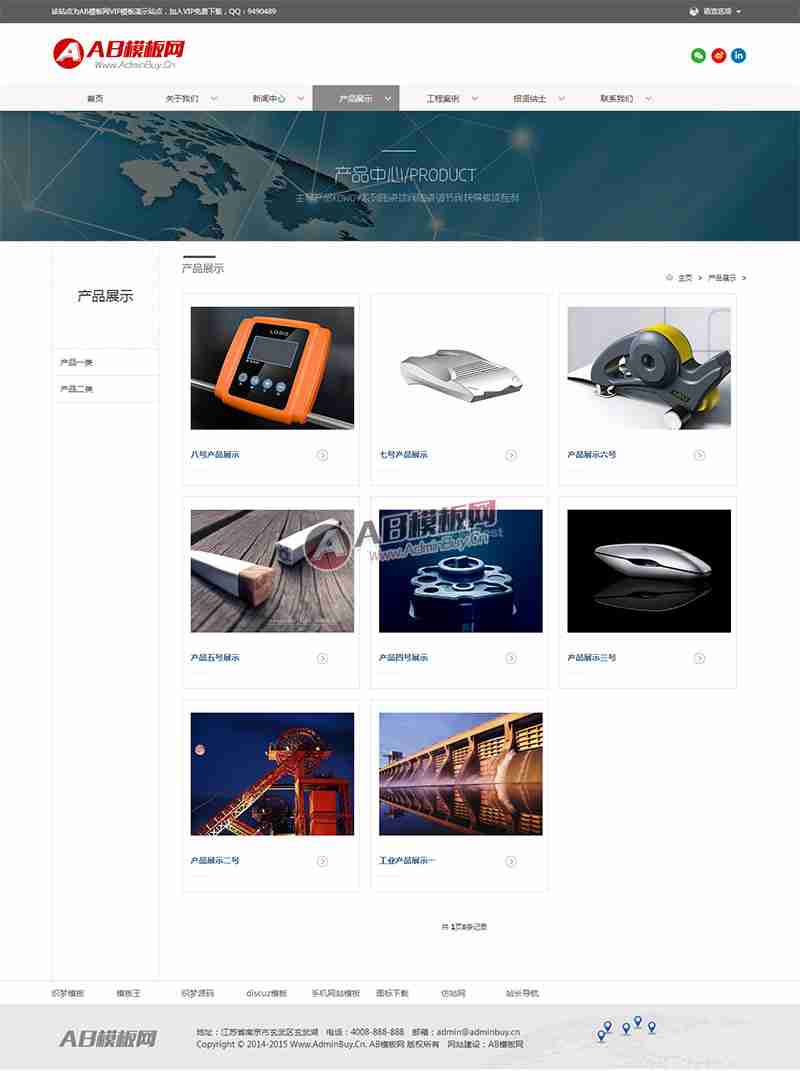 该站点为AB模板网VIP模板演示站点，加入VIP免费下载，QQ：9490489
语言选项
AB模板网
Www.AdminBuy.Cn
首页
关于我们
新闻中心
产品展示
工程案例
招贤纳士
联系我们
产品中心/PRODUCT
产品展示
产品一类
产品二类
产品展示
主页 > 产品展示 >
LOGO
八号产品展示
七号产品展示
产品展示六号
AB模板网
Www.AdminBuy.Cn
产品五号展示
产品四号展示
产品展示三号
产品展示二号
工业产品展示一
共 1页8条记录
织梦模板
模板王
织梦源码
discuz模板
手机网站模板
图标下载
仿站网
站长导航
AB模板网
地址：江苏省南京市玄武区玄武湖 电话：4008-888-888 邮箱：admin@adminbuy.cn
Copyright © 2014-2015 Www.AdminBuy.Cn. AB模板网 版权所有 网站建设：AB模板网